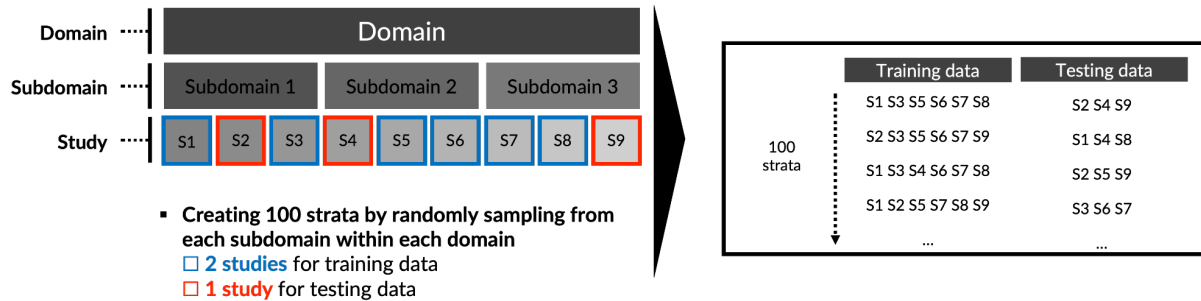 Domain
Domain
Subdomain
Subdomain 1
Subdomain 2
Subdomain 3
Study
S1
S2
S3
S4
S5
S6
S7
S8
S9
▪ Creating 100 strata by randomly sampling from
each subdomain within each domain
☐ 2 studies for training data
☐ 1 study for testing data
Training data
Testing data
100
strata
S1 S3 S5 S6 S7 S8
S2 S4 S9
S2 S3 S5 S6 S7 S9
S1 S4 S8
S1 S3 S4 S6 S7 S8
S2 S5 S9
S1 S2 S5 S7 S8 S9
S3 S6 S7
...
...